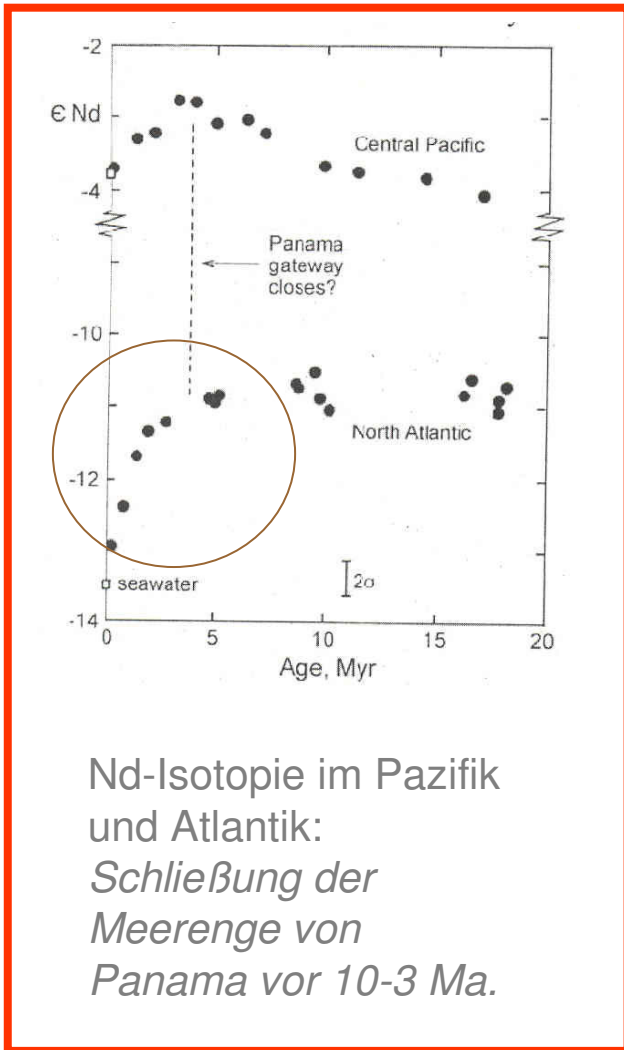 -2
ϵ Nd
Central Pacific
-4
Panama
gateway
closes?
-10
North Atlantic
-12
seawater
2σ
-14
0 5 10 15 20
Age, Myr
Nd-Isotopie im Pazifik
und Atlantik:
Schließung der
Meerenge von
Panama vor 10-3 Ma.